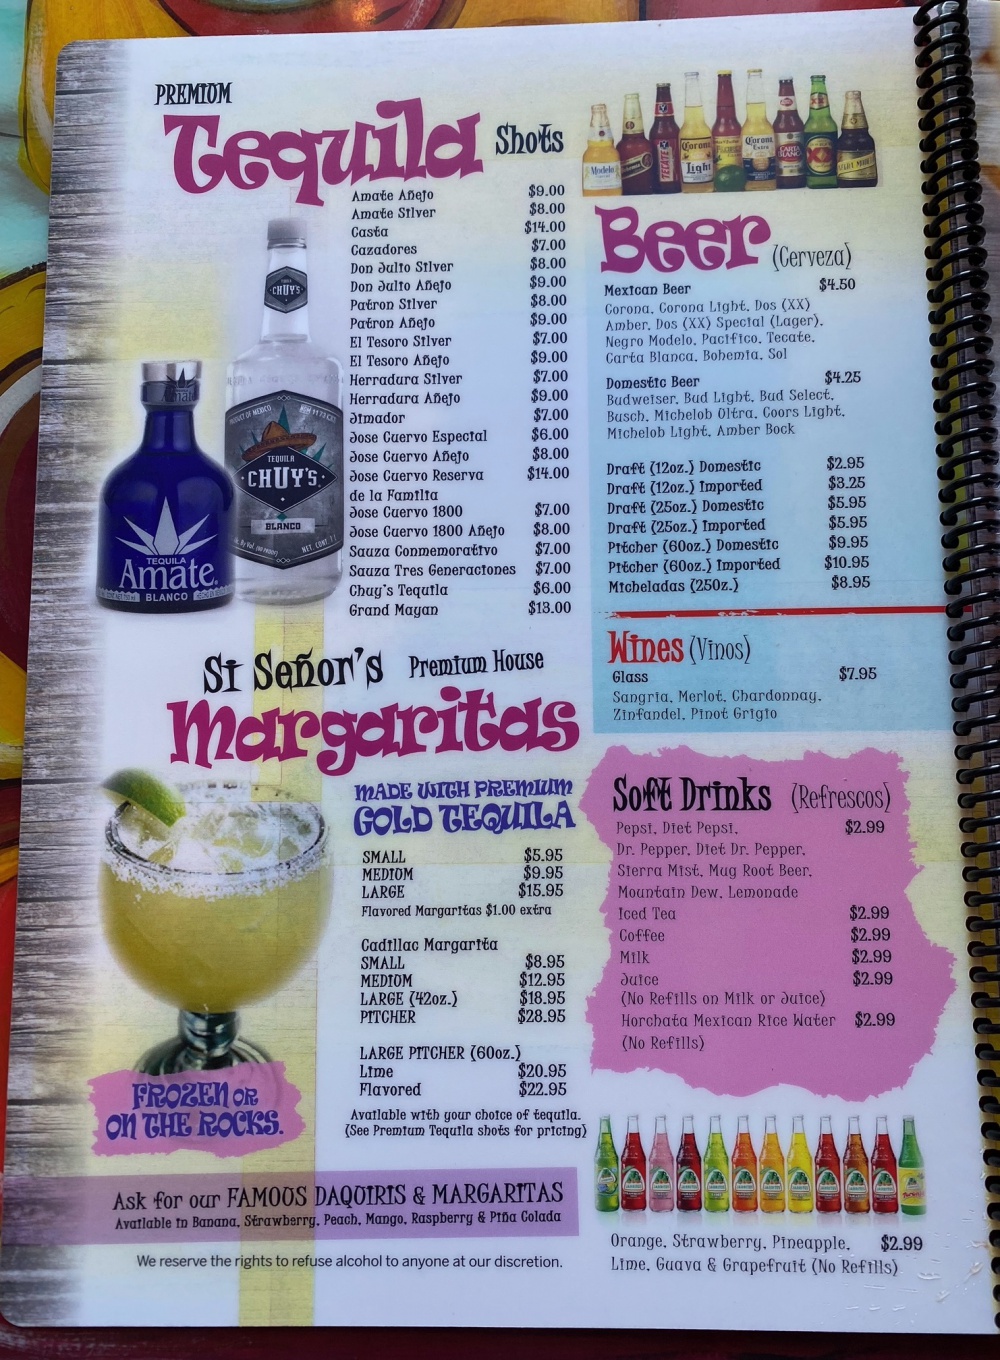 PREMIUM
Tequila Shots
Amate Añejo $9.00
Amate Silver $8.00
Casta $14.00
Cazadores $7.00
Don Julio Silver $8.00
Don Julio Añejo $9.00
Patron Silver $8.00
Patron Añejo $9.00
El Tesoro Silver $7.00
El Tesoro Añejo $9.00
Herradura Silver $7.00
Herradura Añejo $9.00
Jimador $7.00
Jose Cuervo Especial $6.00
Jose Cuervo Añejo $8.00
Jose Cuervo Reserva $14.00
de la Familia
Jose Cuervo 1800 $7.00
Jose Cuervo 1800 Añejo $8.00
Sauza Conmemorativo $7.00
Sauza Tres Generaciones $7.00
Chuy's Tequila $6.00
Grand Mayan $13.00
CHUY'S
TEQUILA
CHUY'S
BLANCO
Amate
TEQUILA
Amate
BLANCO
Si Señor's Premium House
Margaritas
MADE WITH PREMIUM
GOLD TEQUILA
SMALL $5.95
MEDIUM $9.95
LARGE $15.95
Flavored Margaritas $1.00 extra
Cadillac Margarita
SMALL $8.95
MEDIUM $12.95
LARGE (42oz.) $18.95
PITCHER $28.95
LARGE PITCHER (60oz.)
Lime $20.95
Flavored $22.95
Available with your choice of tequila.
(See Premium Tequila shots for pricing)
FROZEN OR
ON THE ROCKS.
Ask for our FAMOUS DAQUIRIS & MARGARITAS
Available in Banana, Strawberry, Peach, Mango, Raspberry & Piña Colada
We reserve the rights to refuse alcohol to anyone at our discretion.
Modelo
TECATE
Corona
Light
PACIFICO
Corona
Extra
CARTA
BLANCA
XX
NEGRA MODELO
Beer (Cerveza)
Mexican Beer $4.50
Corona, Corona Light, Dos (XX)
Amber, Dos (XX) Special (Lager),
Negro Modelo, Pacifico, Tecate,
Carta Blanca, Bohemia, Sol
Domestic Beer $4.25
Budweiser, Bud Light, Bud Select,
Busch, Michelob Ultra, Coors Light,
Michelob Light, Amber Bock
Draft (12oz.) Domestic $2.95
Draft (12oz.) Imported $3.25
Draft (25oz.) Domestic $5.95
Draft (25oz.) Imported $5.95
Pitcher (60oz.) Domestic $9.95
Pitcher (60oz.) Imported $10.95
Micheladas (25oz.) $8.95
Wines (Vinos)
Glass $7.95
Sangria, Merlot, Chardonnay,
Zinfandel, Pinot Grigio
Soft Drinks (Refrescos)
Pepsi, Diet Pepsi, $2.99
Dr. Pepper, Diet Dr. Pepper,
Sierra Mist, Mug Root Beer,
Mountain Dew, Lemonade
Iced Tea $2.99
Coffee $2.99
Milk $2.99
Juice $2.99
(No Refills on Milk or Juice)
Horchata Mexican Rice Water $2.99
(No Refills)
Orange, Strawberry, Pineapple, $2.99
Lime, Guava & Grapefruit (No Refills)